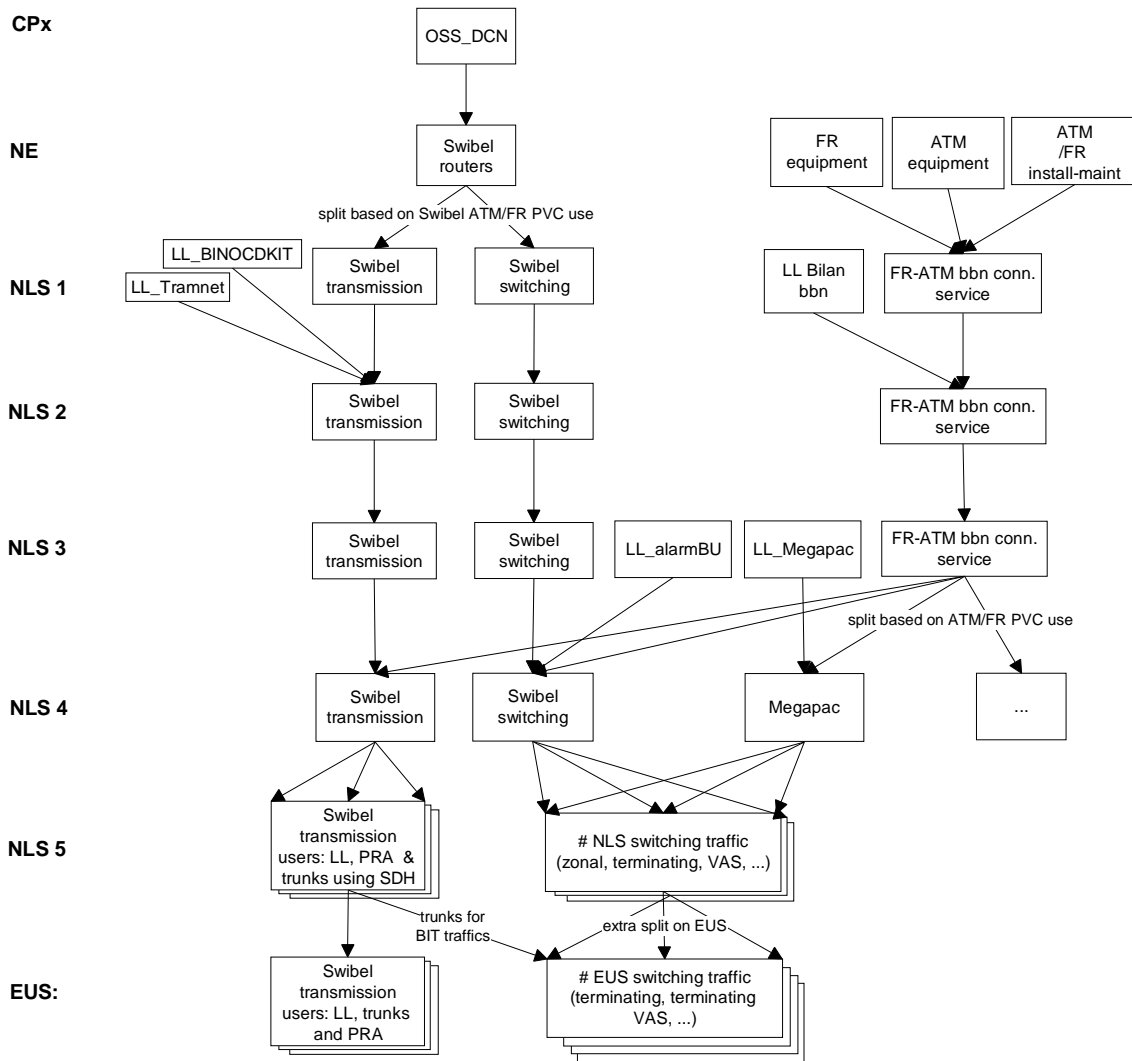 CPx
OSS_DCN
NE
Swibel
routers
FR
equipment
ATM
equipment
ATM
/FR
install-maint
split based on Swibel ATM/FR PVC use
LL_BINOCDKIT
LL_Tramnet
NLS 1
Swibel
transmission
Swibel
switching
LL Bilan
bbn
FR-ATM bbn conn.
service
NLS 2
Swibel
transmission
Swibel
switching
FR-ATM bbn conn.
service
NLS 3
Swibel
transmission
Swibel
switching
LL_alarmBU
LL_Megapac
FR-ATM bbn conn.
service
split based on ATM/FR PVC use
NLS 4
Swibel
transmission
Swibel
switching
Megapac
...
NLS 5
Swibel
transmission
users: LL, PRA &
trunks using SDH
# NLS switching traffic
(zonal, terminating, VAS, ...)
trunks for
BIT traffics
extra split on EUS
EUS:
Swibel
transmission
users: LL, trunks
and PRA
# EUS switching traffic
(terminating, terminating
VAS, ...)